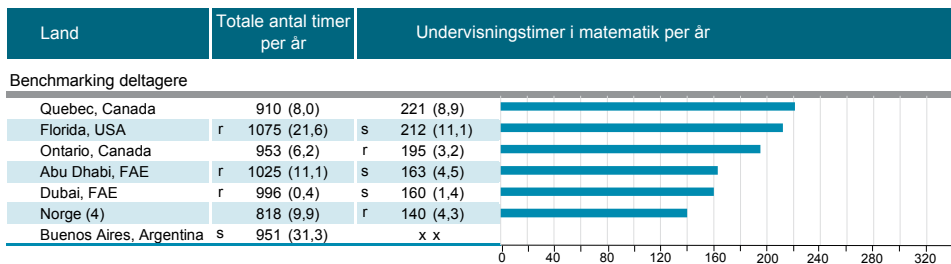 Land Totale antal timer per år Undervisningstimer i matematik per år
Benchmarking deltagere
Quebec, Canada 910 (8,0) 221 (8,9)
Florida, USA r 1075 (21,6) s 212 (11,1)
Ontario, Canada 953 (6,2) r 195 (3,2)
Abu Dhabi, FAE r 1025 (11,1) s 163 (4,5)
Dubai, FAE r 996 (0,4) s 160 (1,4)
Norge (4) 818 (9,9) r 140 (4,3)
Buenos Aires, Argentina s 951 (31,3) x x
0 40 80 120 160 200 240 280 320